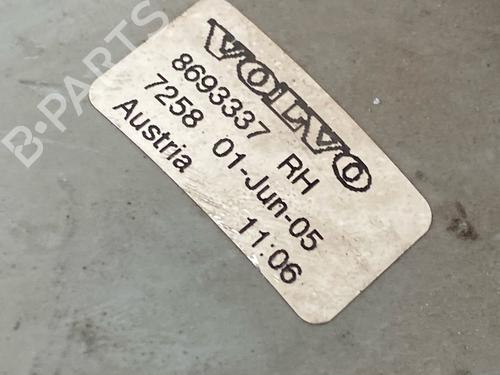 B-PARTS
VOLVO
8693337 RH
7258 01-Jun-05
Austria 11:06